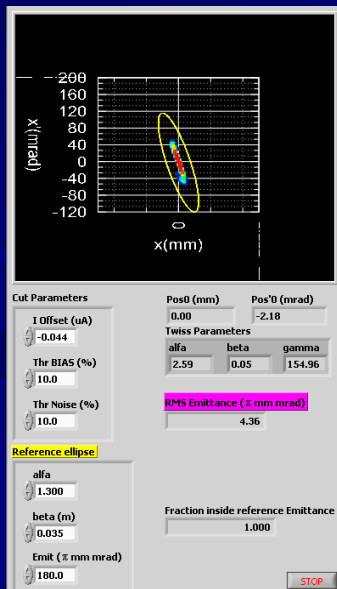 200
160
120
80
40
0
-40
-80
-120
x(mrad)
0
x(mm)
Cut Parameters
I Offset (uA)
-0.044
Thr BIAS (%)
10.0
Thr Noise (%)
10.0
Pos0 (mm) Pos'0 (mrad)
0.00 -2.18
Twiss Parameters
alfa beta gamma
2.59 0.05 154.96
RMS Emittance (π mm mrad)
4.36
Reference ellipse
alfa
1.300
beta (m)
0.035
Emit (π mm mrad)
180.0
Fraction inside reference Emittance
1.000
STOP